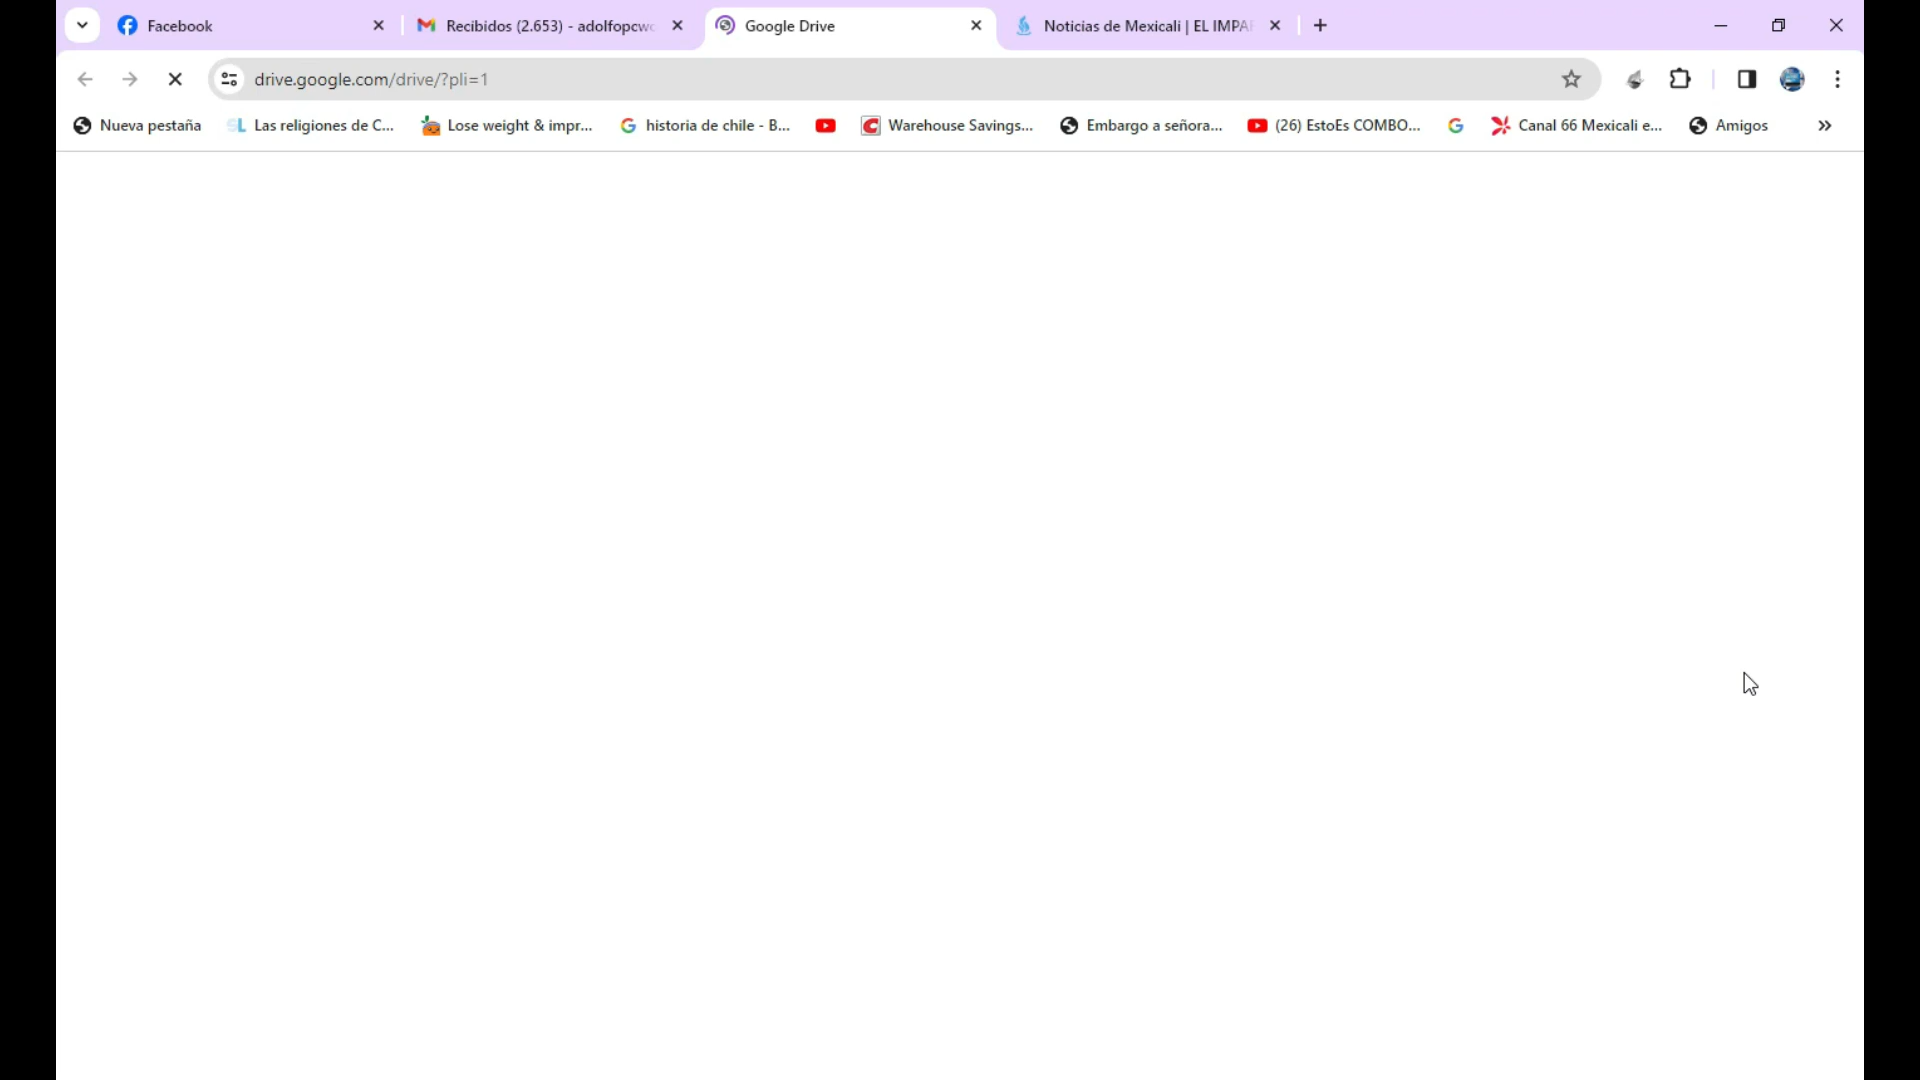 Facebook
Recibidos (2.653) - adolfopcw
Google Drive
Noticias de Mexicali | EL IMPAR
drive.google.com/drive/?pli=1
Nueva pestaña
Las religiones de C...
Lose weight & impr...
historia de chile - B...
Warehouse Savings...
Embargo a señora...
(26) EstoEs COMBO...
Canal 66 Mexicali e...
Amigos